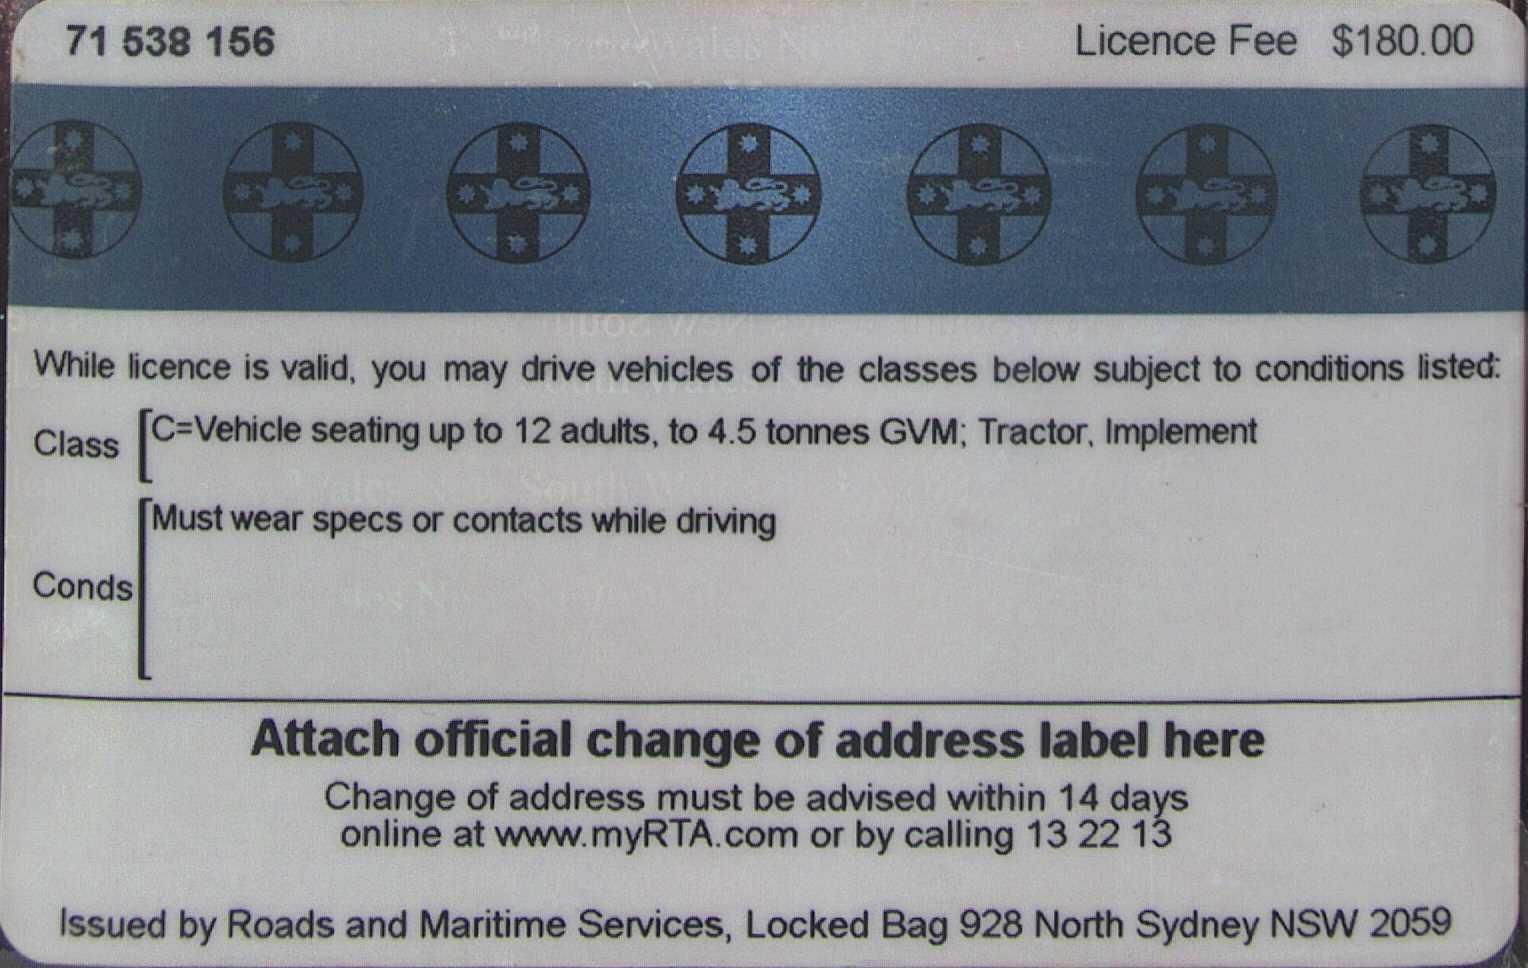 71 538 156 Licence Fee $180.00
While licence is valid, you may drive vehicles of the classes below subject to conditions listed:
Class C=Vehicle seating up to 12 adults, to 4.5 tonnes GVM; Tractor, Implement
Must wear specs or contacts while driving
Conds
Attach official change of address label here
Change of address must be advised within 14 days
online at www.myRTA.com or by calling 13 22 13
Issued by Roads and Maritime Services, Locked Bag 928 North Sydney NSW 2059